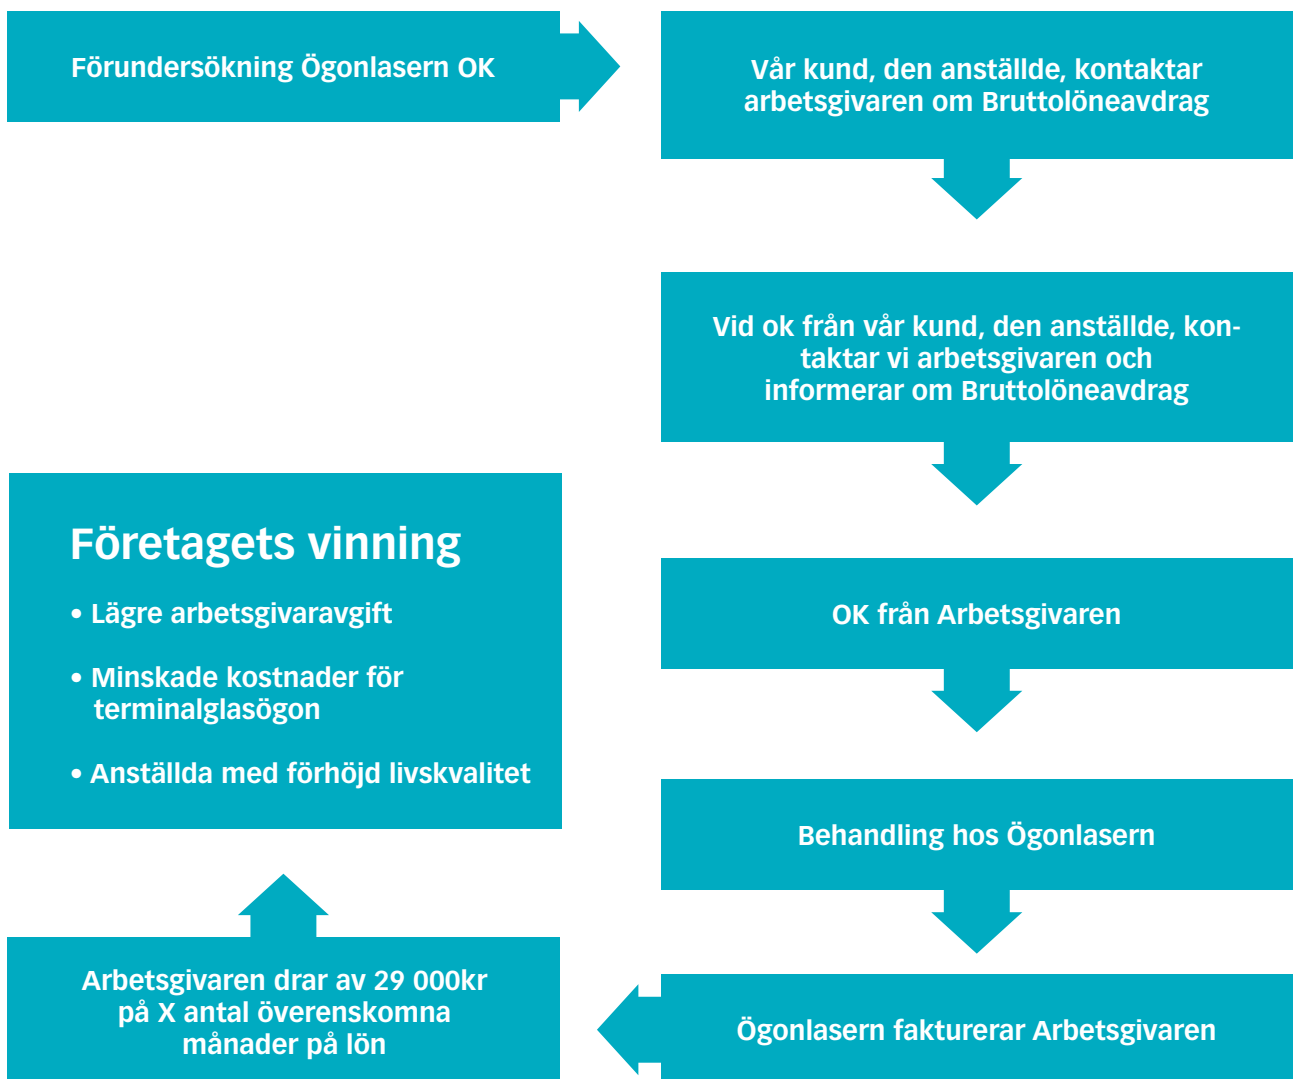 Förundersökning Ögonlasern OK
Vår kund, den anställde, kontaktar
arbetsgivaren om Bruttolöneavdrag
Vid ok från vår kund, den anställde, kon-
taktar vi arbetsgivaren och
informerar om Bruttolöneavdrag
OK från Arbetsgivaren
Behandling hos Ögonlasern
Ögonlasern fakturerar Arbetsgivaren
Arbetsgivaren drar av 29 000kr
på X antal överenskomna
månader på lön
Företagets vinning
• Lägre arbetsgivaravgift
• Minskade kostnader för
terminalglasögon
• Anställda med förhöjd livskvalitet